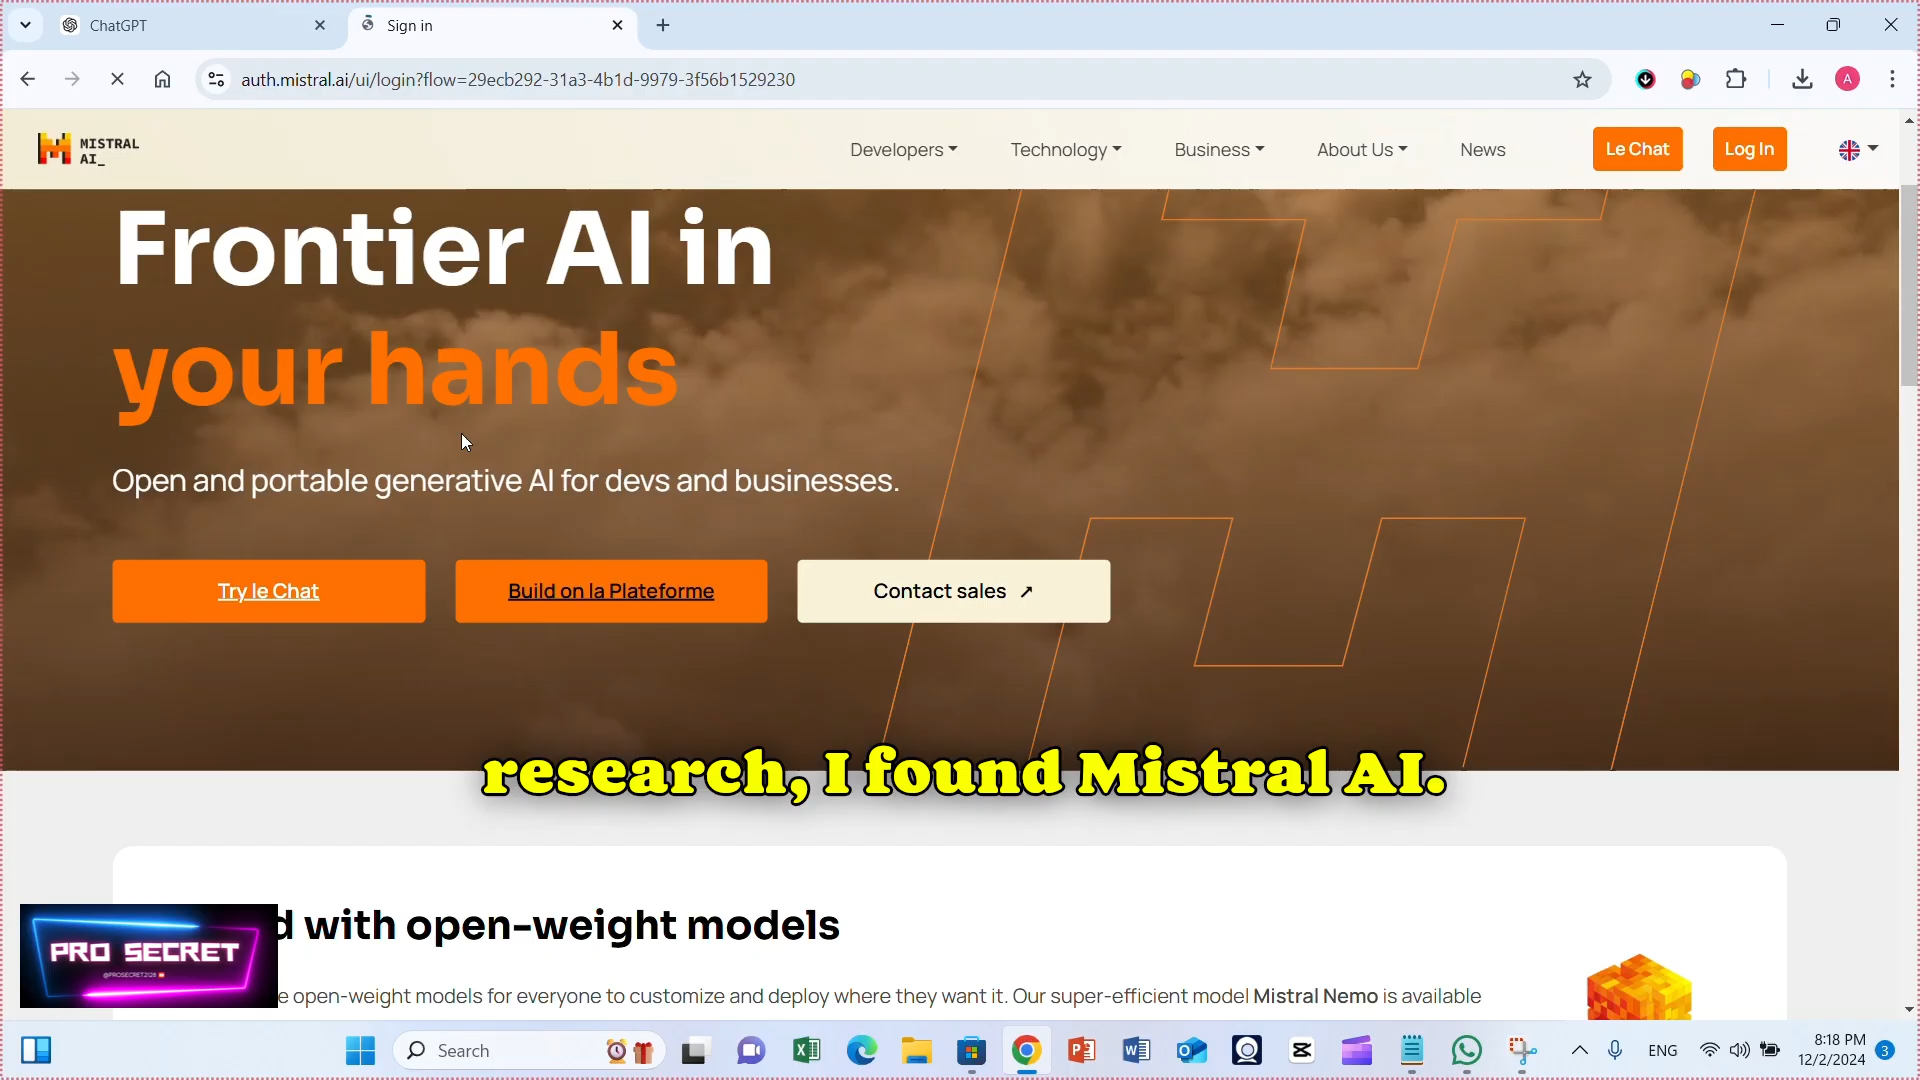 ChatGPT
Sign in
auth.mistral.ai/ui/login?flow=29ecb292-31a3-4b1d-9979-3f56b1529230
A
MISTRAL
AI_
Developers
Technology
Business
About Us
News
Le Chat
Log In
Frontier AI in
your hands
Open and portable generative AI for devs and businesses.
Try le Chat
Build on la Plateforme
Contact sales ↗
research, I found Mistral AI.
d with open-weight models
PRO SECRET
@PROSECRET2128
e open-weight models for everyone to customize and deploy where they want it. Our super-efficient model Mistral Nemo is available
Search
ENG
8:18 PM
12/2/2024
3